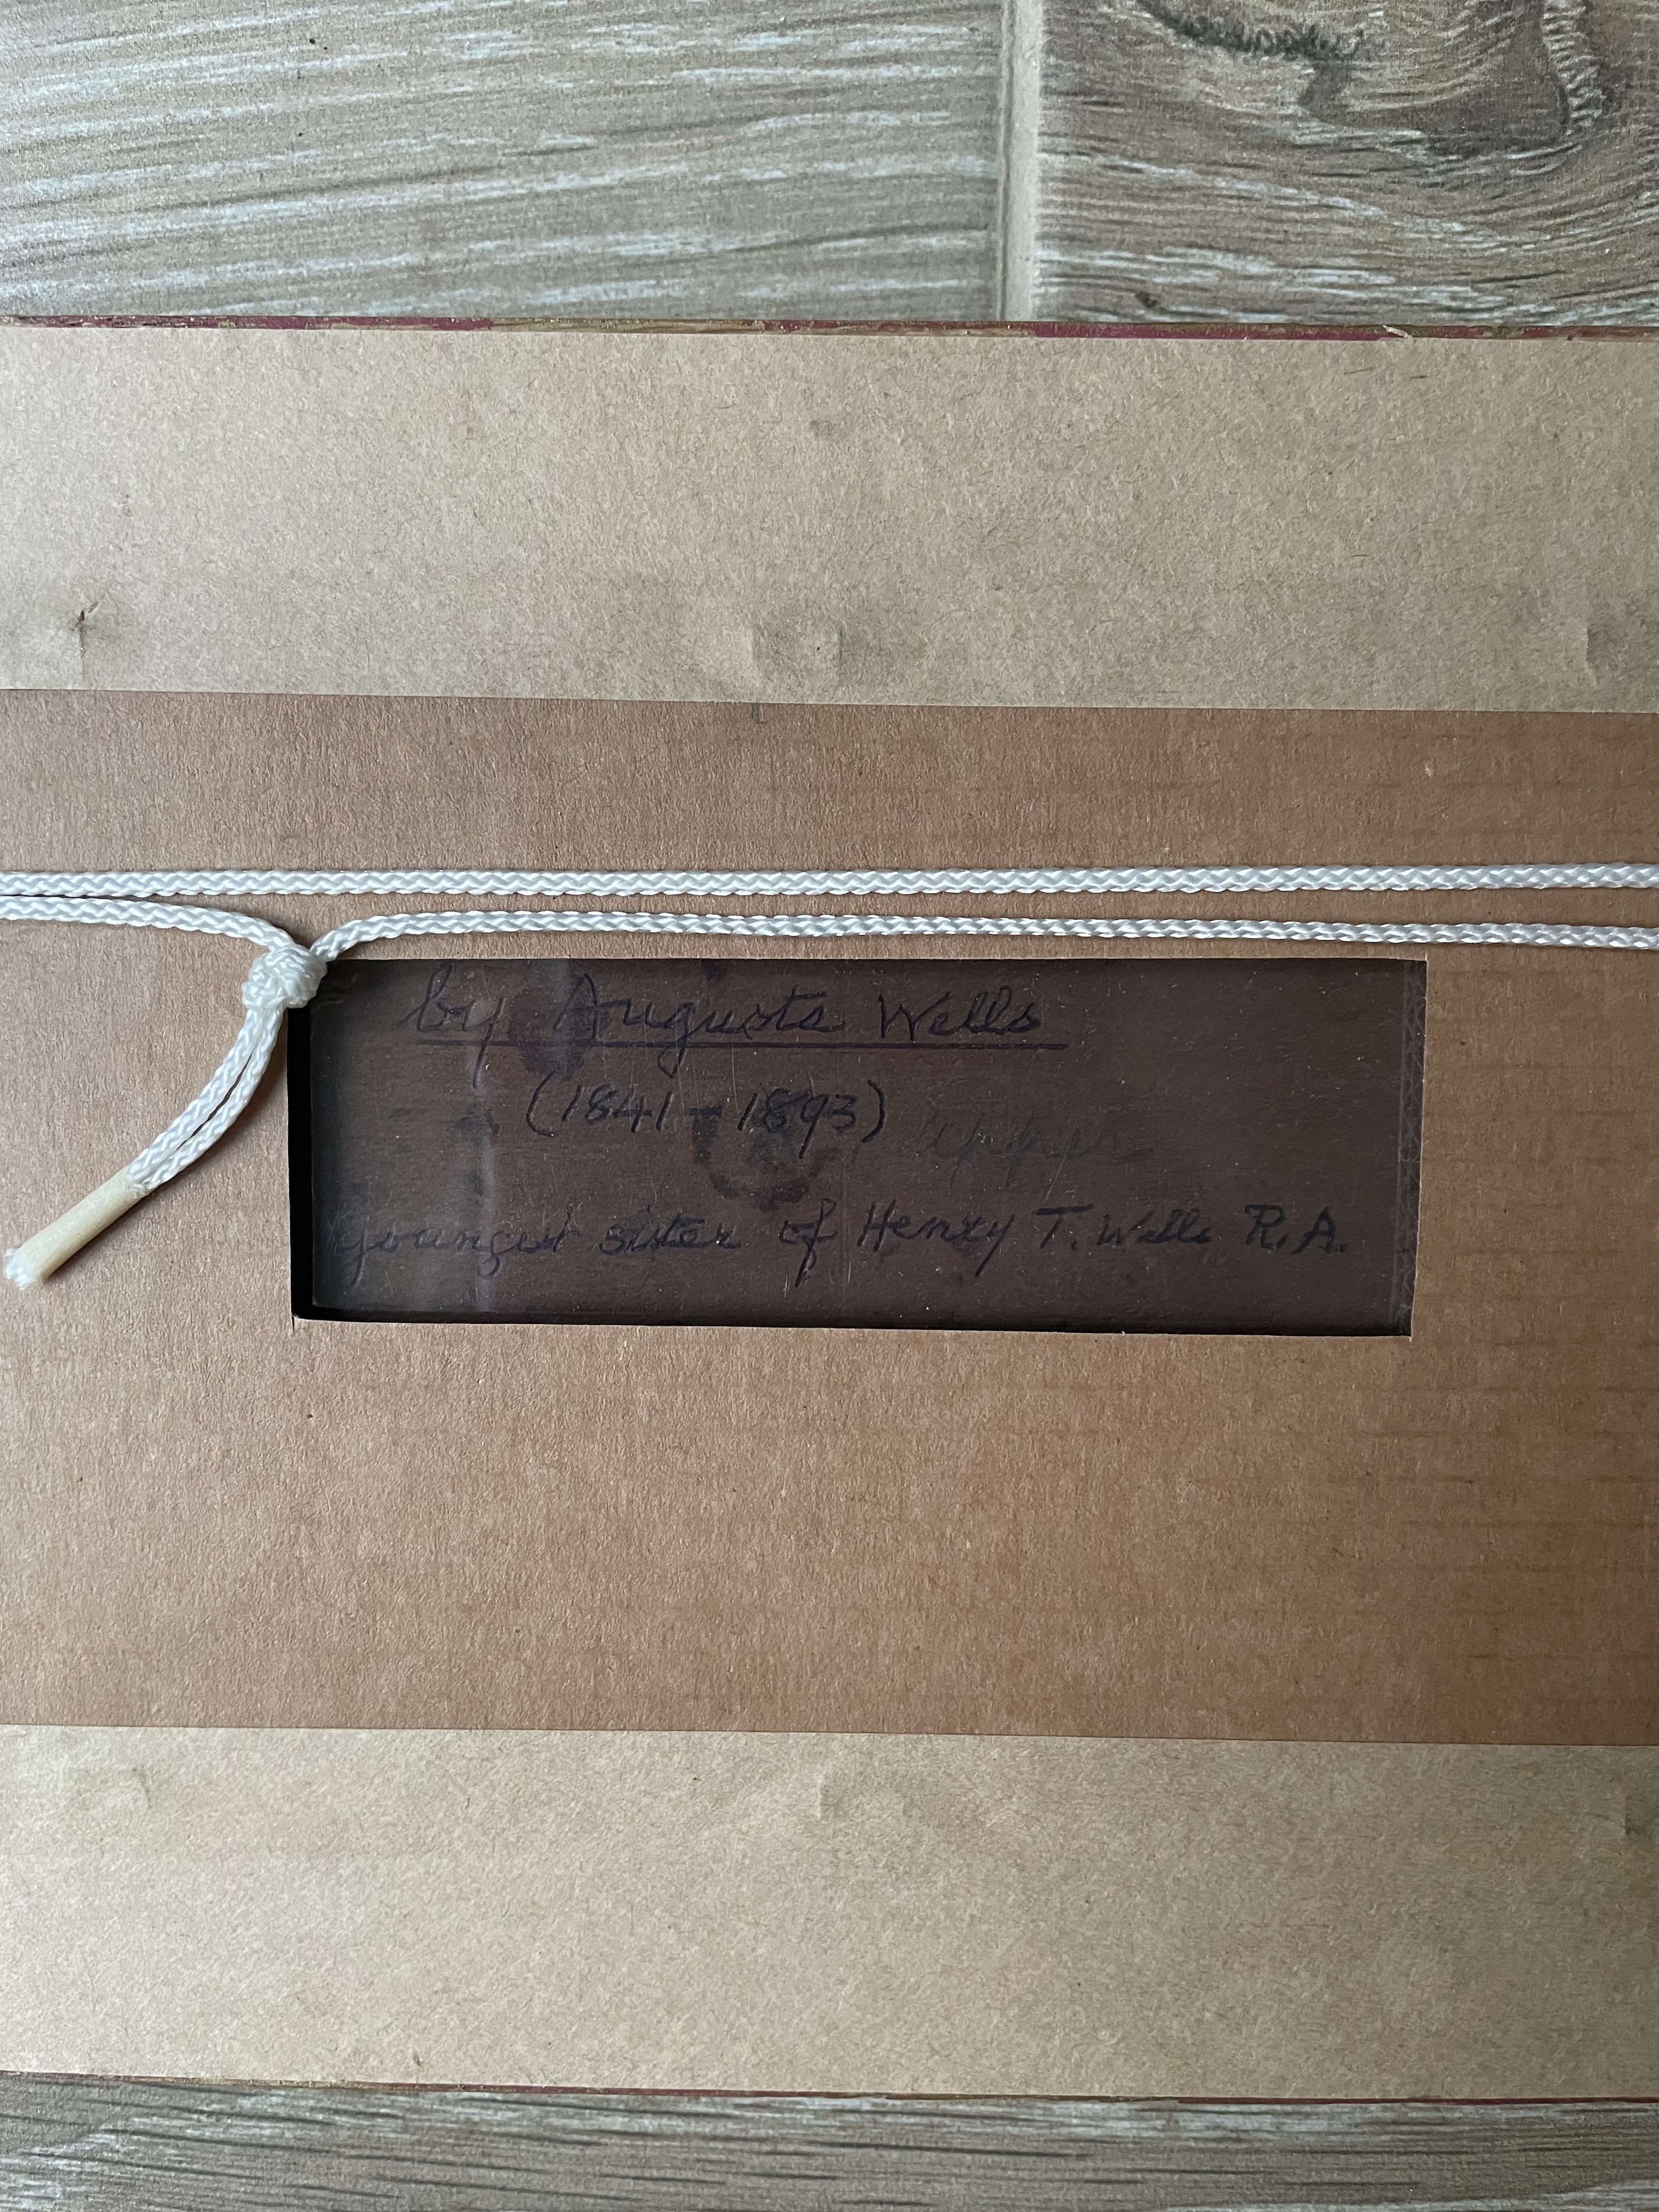 by Augusta Wells
(1841 - 1893)
Youngest sister of Henry T. Wells R.A.